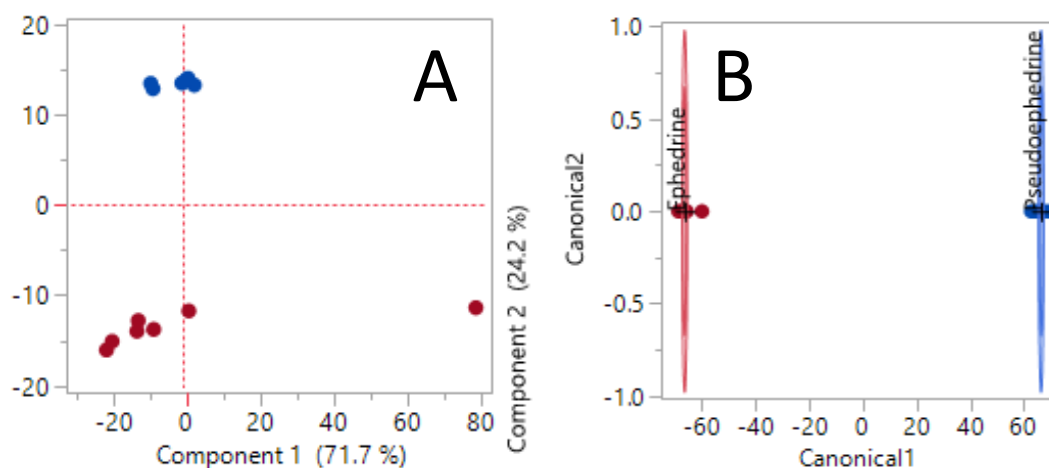 20
10
0
-10
-20
-20
0
20
40
60
80
Component 1 (71.7 %)
A
Component 2 (24.2 %)
Canonical2
1.0
0.5
0.0
-0.5
-1.0
Ephedrine
B
Pseudoephedrine
-60
-40
-20
0
20
40
60
Canonical1